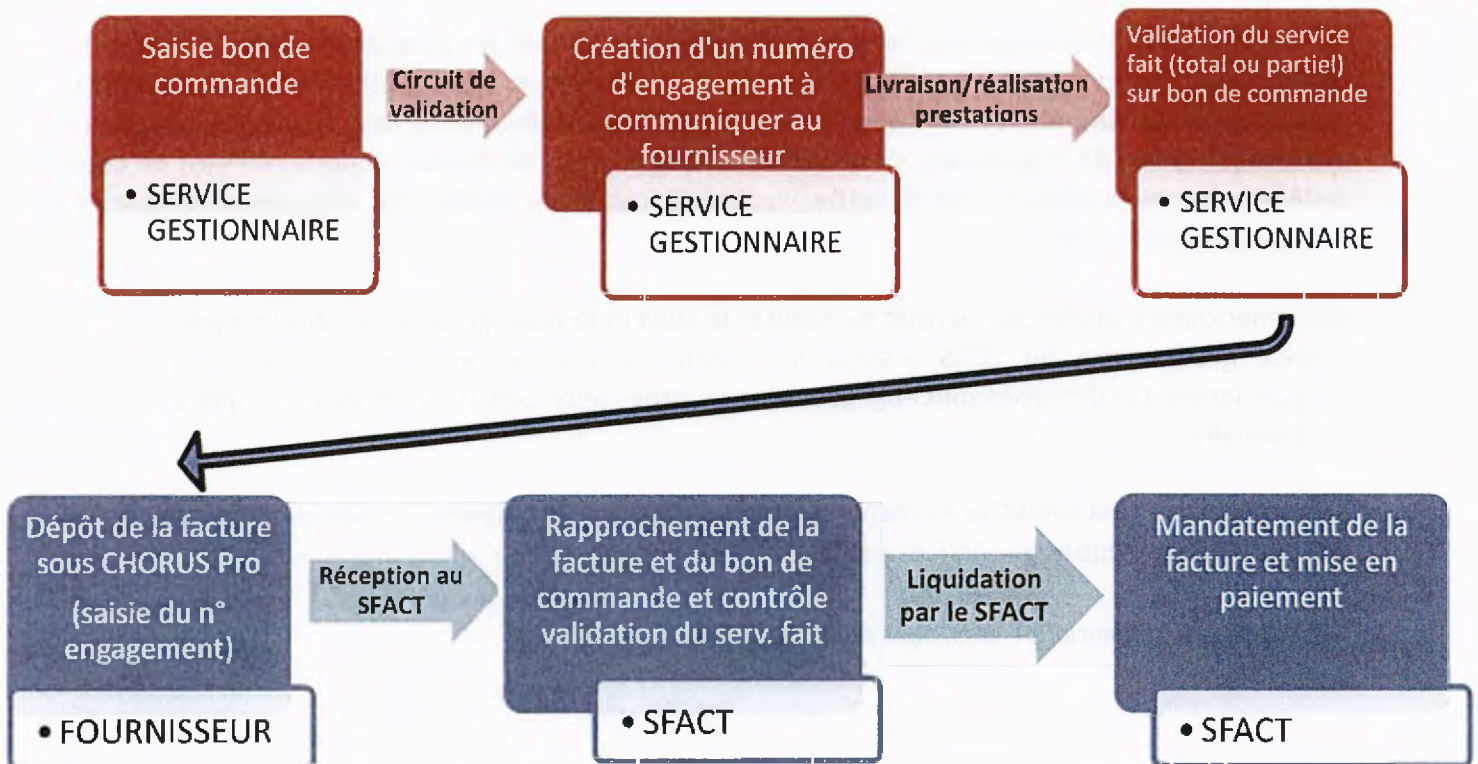 Saisie bon de
commande
• SERVICE
GESTIONNAIRE
Circuit de
validation
Création d'un numéro
d'engagement à
communiquer au
fournisseur
• SERVICE
GESTIONNAIRE
Livraison/réalisation
prestations
Validation du service
fait (total ou partiel)
sur bon de commande
• SERVICE
GESTIONNAIRE
Dépôt de la facture
sous CHORUS Pro
(saisie du n°
engagement)
• FOURNISSEUR
Réception au
SFACT
Rapprochement de la
facture et du bon de
commande et contrôle
validation du serv. fait
• SFACT
Liquidation
par le SFACT
Mandatement de la
facture et mise en
paiement
• SFACT